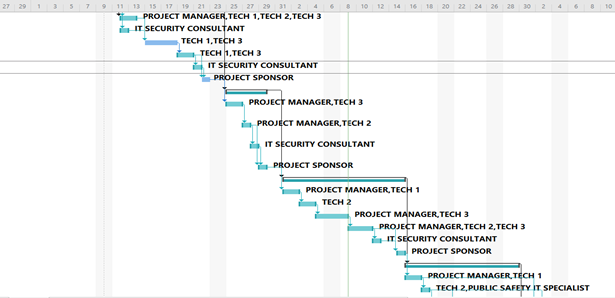 27 29 31 1 3 5 7 9 11 13 15 17 19 21 23 25 27 29 31 2 4 6 8 10 12 14 16 18 20 22 24 26 28 30 2
PROJECT MANAGER,TECH 1,TECH 2,TECH 3
IT SECURITY CONSULTANT
TECH 1,TECH 3
TECH 1,TECH 3
IT SECURITY CONSULTANT
PROJECT SPONSOR
PROJECT MANAGER,TECH 3
PROJECT MANAGER,TECH 2
IT SECURITY CONSULTANT
PROJECT SPONSOR
PROJECT MANAGER,TECH 1
TECH 2
PROJECT MANAGER,TECH 3
PROJECT MANAGER,TECH 2,TECH 3
IT SECURITY CONSULTANT
PROJECT SPONSOR
PROJECT MANAGER,TECH 1
TECH 2,PUBLIC SAFETY IT SPECIALIST